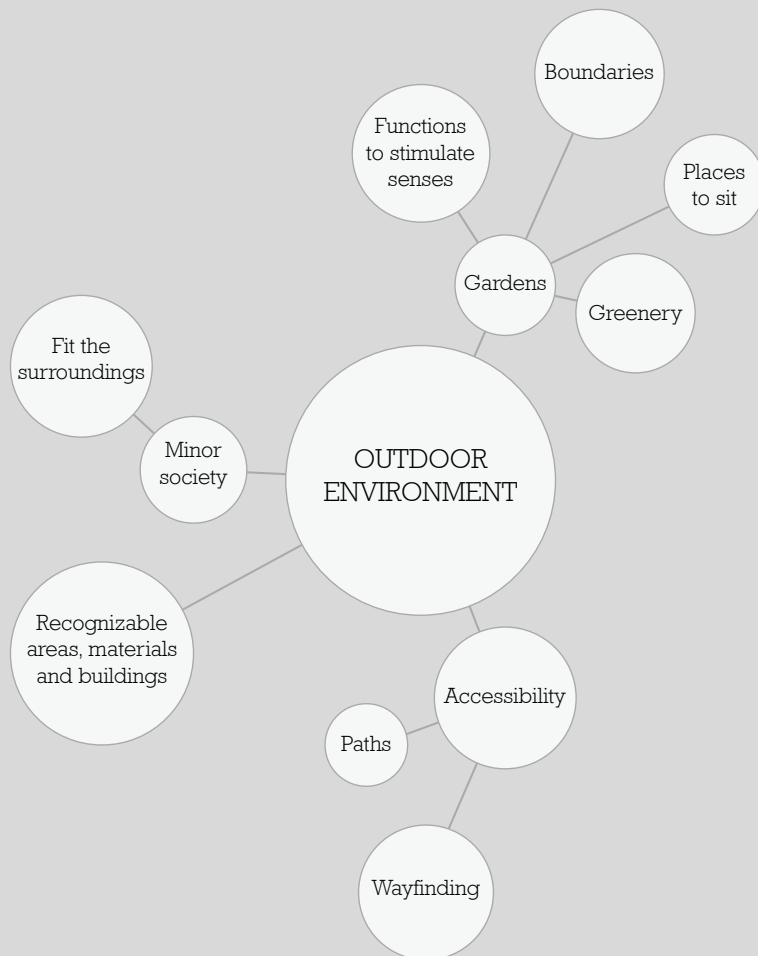 Boundaries
Functions
to stimulate
senses
Places
to sit
Gardens
Greenery
Fit the
surroundings
Minor
society
OUTDOOR
ENVIRONMENT
Recognizable
areas, materials
and buildings
Accessibility
Paths
Wayfinding